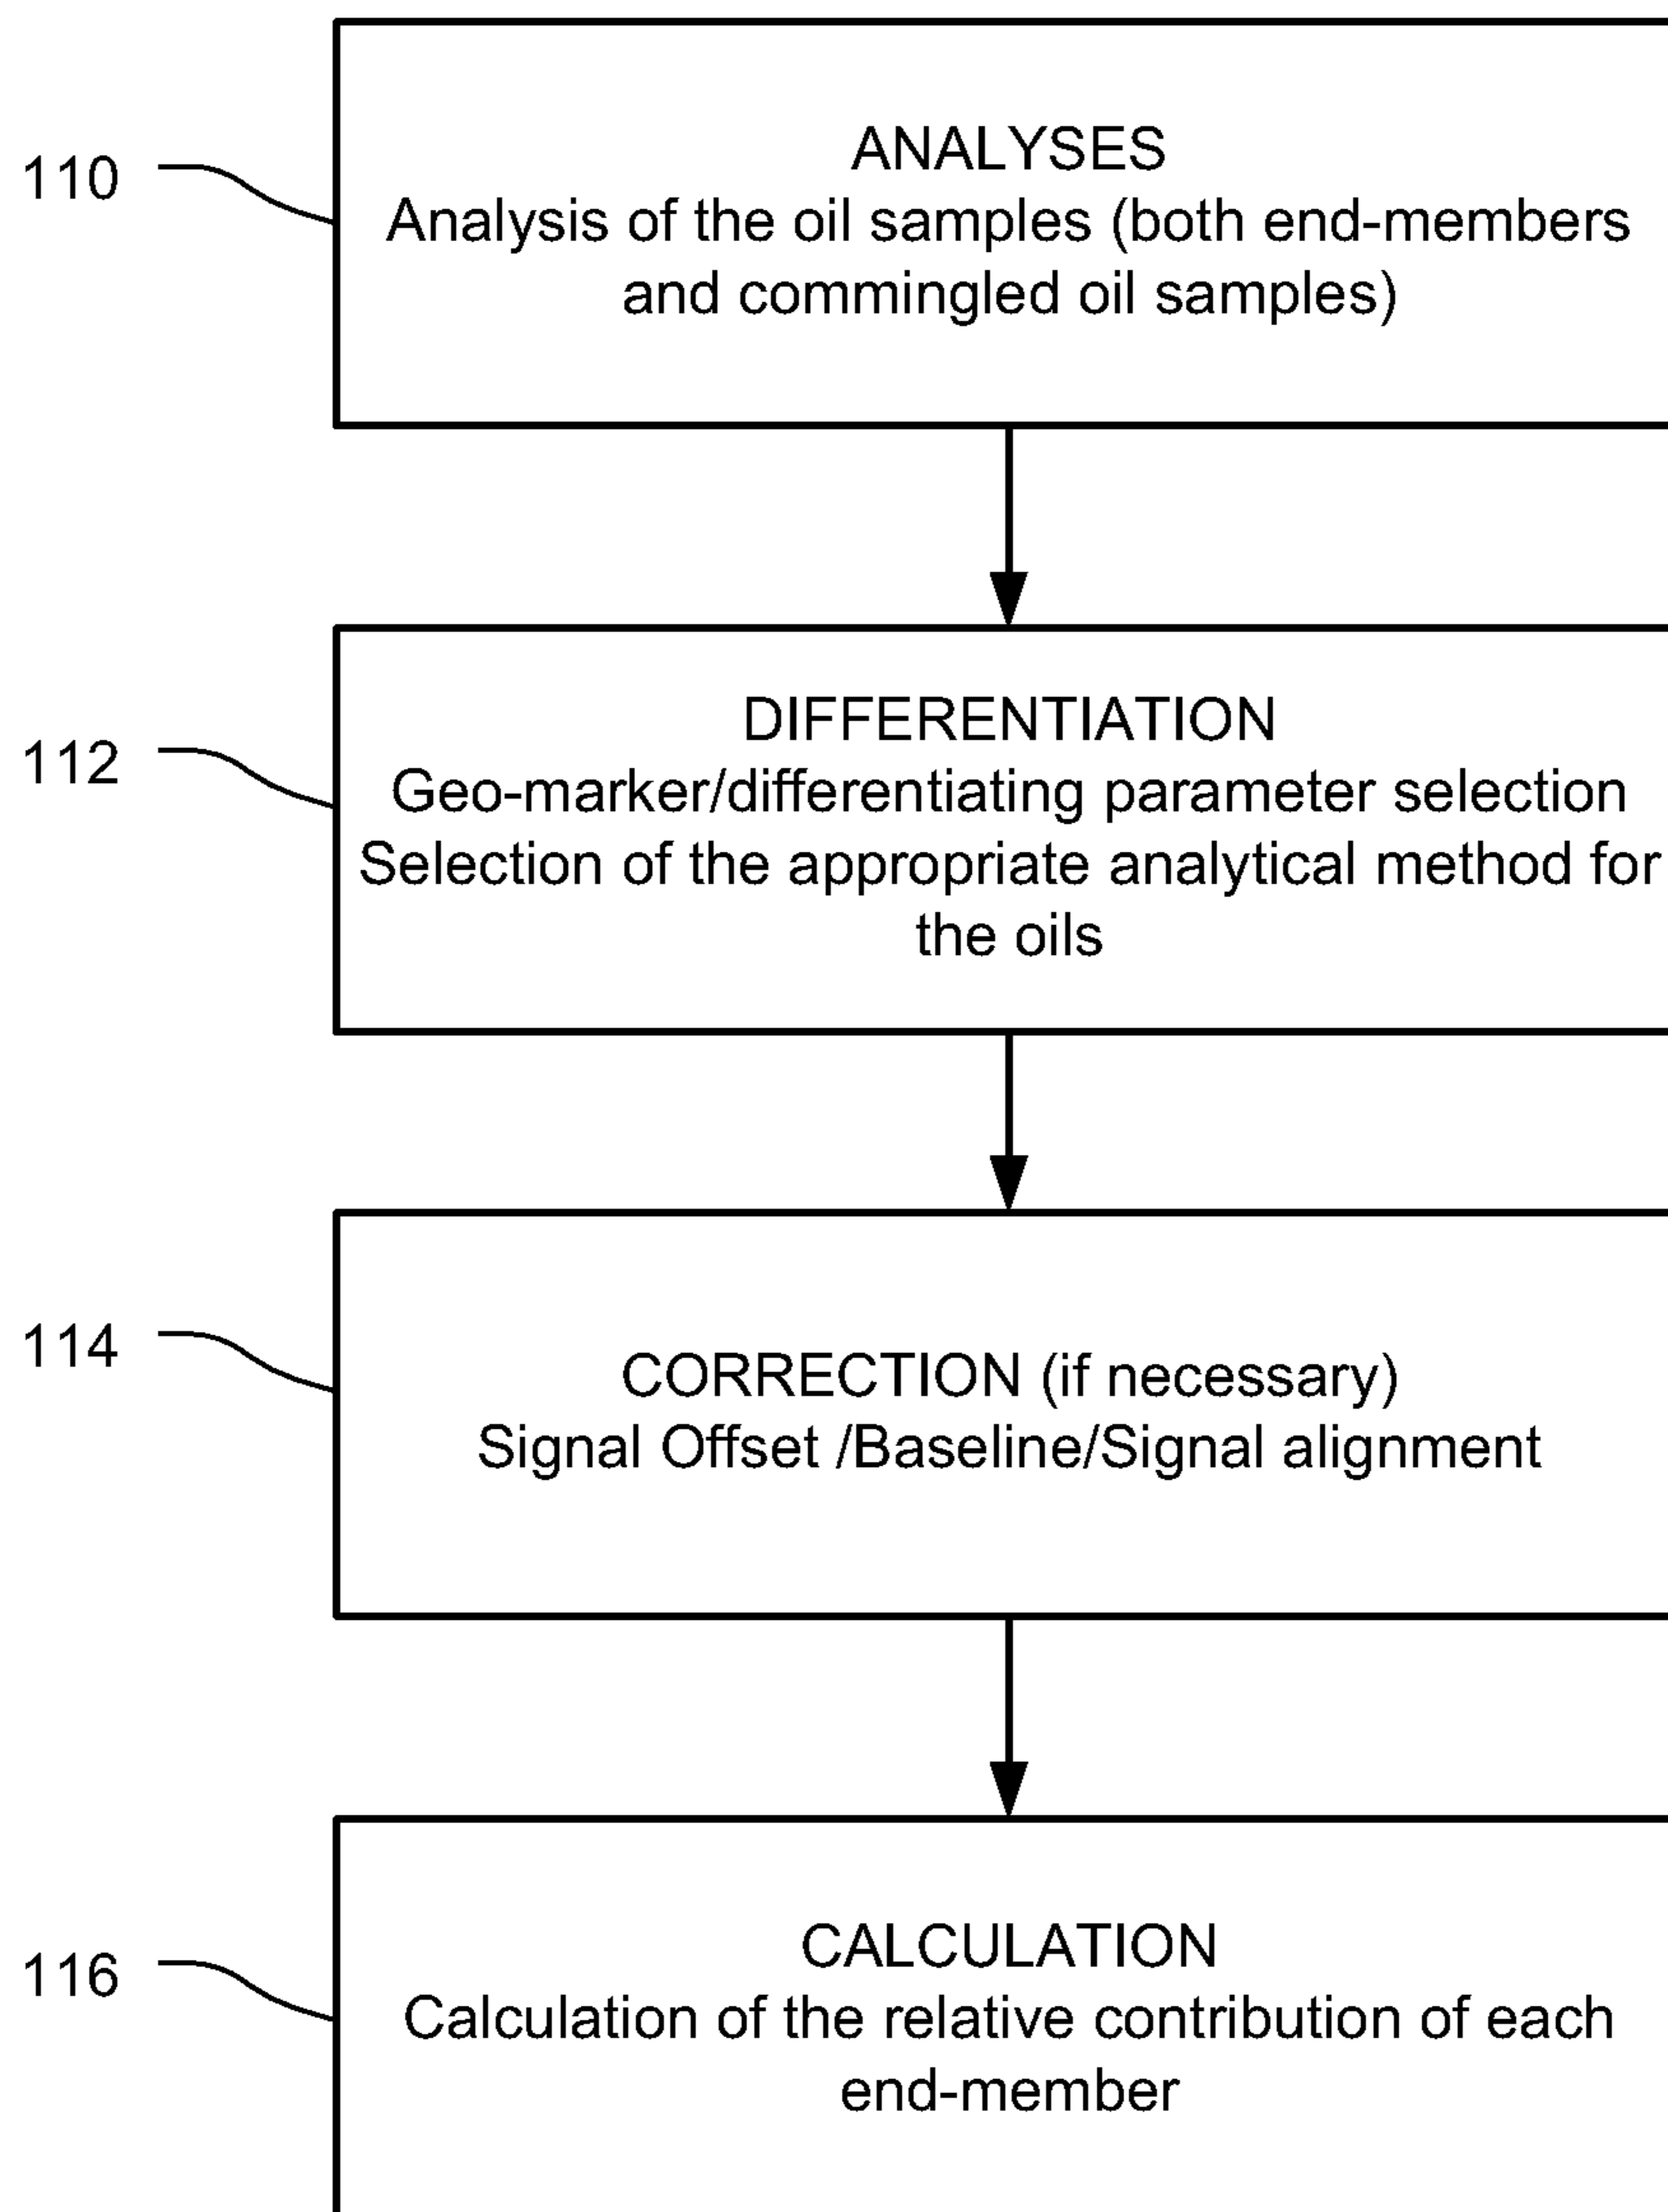 110
ANALYSES
Analysis of the oil samples (both end-members
and commingled oil samples)
112
DIFFERENTIATION
Geo-marker/differentiating parameter selection
Selection of the appropriate analytical method for
the oils
114
CORRECTION (if necessary)
Signal Offset /Baseline/Signal alignment
116
CALCULATION
Calculation of the relative contribution of each
end-member